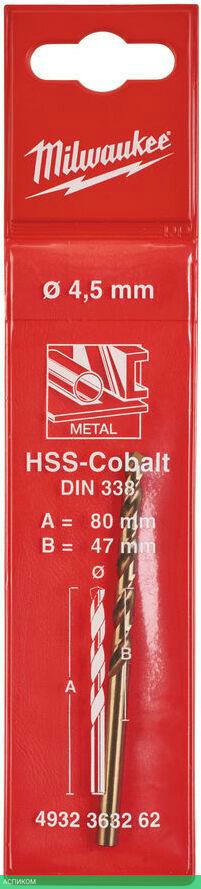 Milwaukee
Ø 4,5 mm
METAL
HSS-Cobalt
DIN 338
A = 80 mm
B = 47 mm
Ø
B
A
4932 3632 62
АСПИКОМ